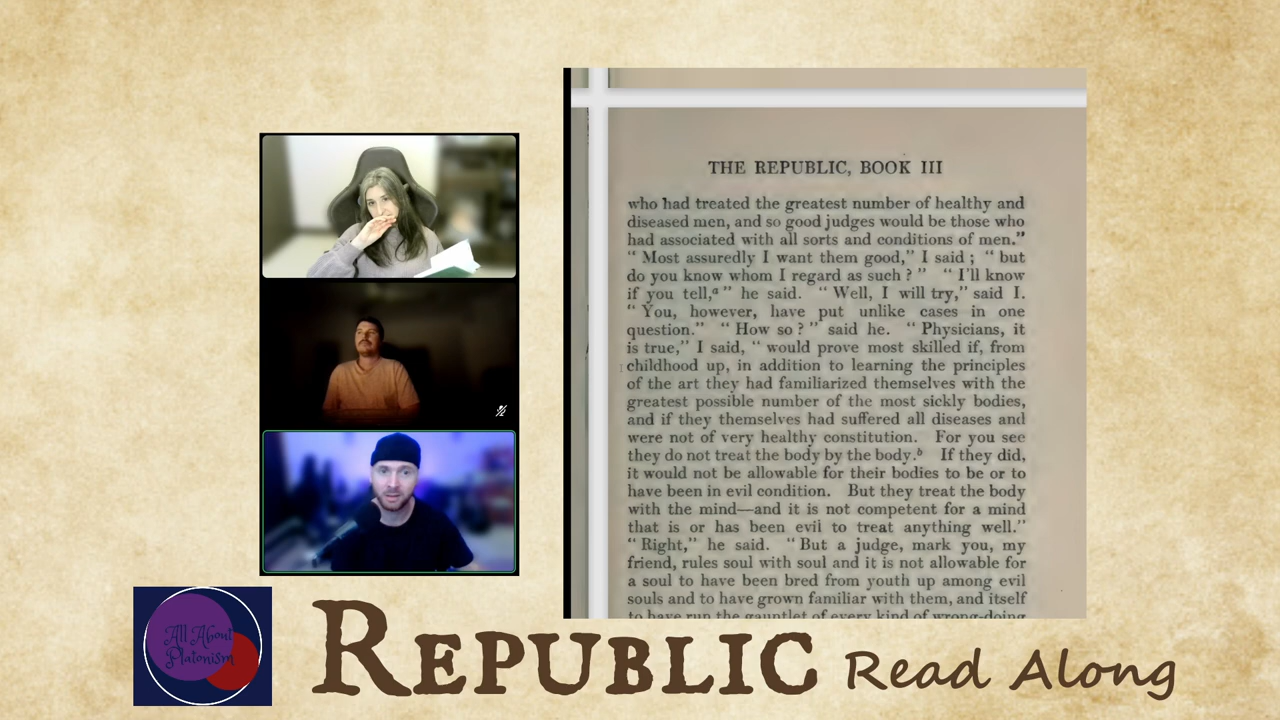 THE REPUBLIC, BOOK III
who had treated the greatest number of healthy and
diseased men, and so good judges would be those who
had associated with all sorts and conditions of men.”
“ Most assuredly I want them good,” I said ; “ but
do you know whom I regard as such ? ” “ I’ll know
if you tell,ᵃ ” he said. “ Well, I will try,” said I.
“ You, however, have put unlike cases in one
question.” “ How so ? ” said he. “ Physicians, it
is true,” I said, “ would prove most skilled if, from
childhood up, in addition to learning the principles
of the art they had familiarized themselves with the
greatest possible number of the most sickly bodies,
and if they themselves had suffered all diseases and
were not of very healthy constitution. For you see
they do not treat the body by the body.ᵇ If they did,
it would not be allowable for their bodies to be or to
have been in evil condition. But they treat the body
with the mind—and it is not competent for a mind
that is or has been evil to treat anything well.”
“ Right,” he said. “ But a judge, mark you, my
friend, rules soul with soul and it is not allowable for
a soul to have been bred from youth up among evil
souls and to have grown familiar with them, and itself
to have run the gauntlet of every kind of wrong-doing
All About
Platonism
REPUBLIC Read Along